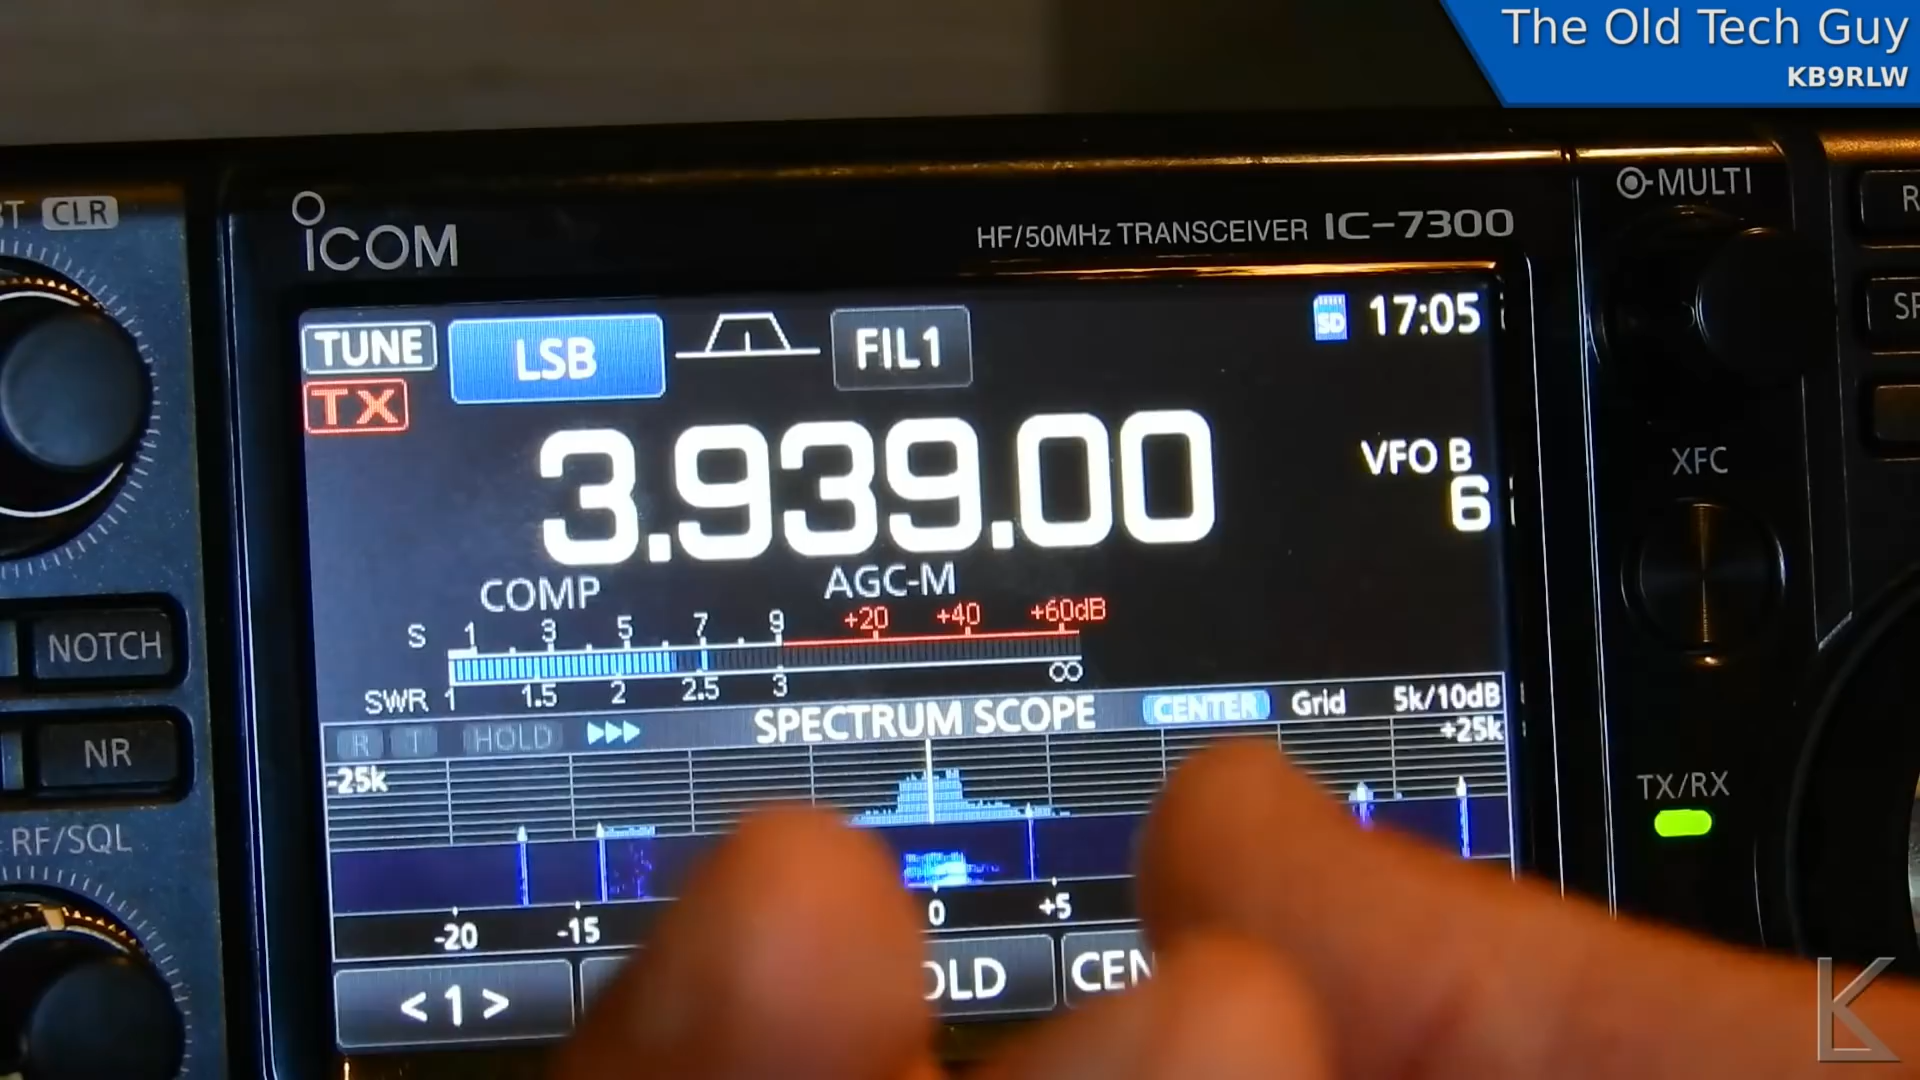 The Old Tech Guy
KB9RLW
CLR
ICOM
HF/50MHz TRANSCEIVER IC-7300
MULTI
TUNE LSB FIL1 SD 17:05
TX
3.939.00
VFO B
6
XFC
COMP AGC-M
S 1 3 5 7 9 +20 +40 +60dB
SWR 1 1.5 2 2.5 3 ∞
NOTCH
R T HOLD SPECTRUM SCOPE CENTER Grid 5k/10dB
-25k +25k
NR
TX/RX
RF/SQL
-20 -15 0 +5
<1> OLD CEN
K